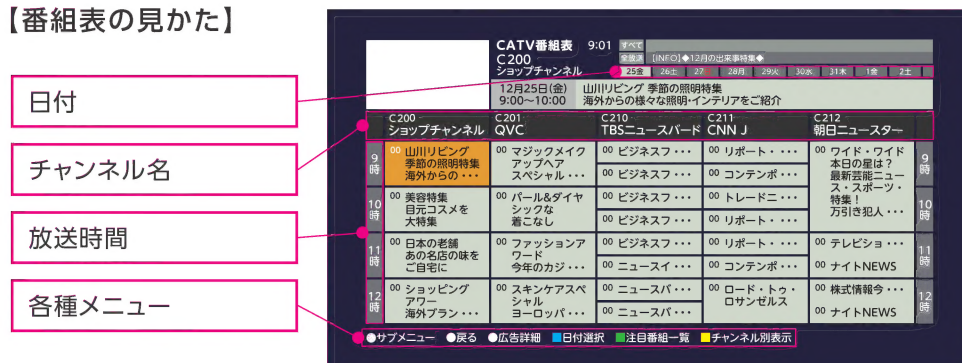 【番組表の見かた】
日付
チャンネル名
放送時間
各種メニュー
CATV番組表 9:01 すべて
C200 全放送 [INFO]◆12月の出来事特集◆
ショップチャンネル 25金 26土 27 28月 29火 30水 31木 1金 2土
12月25日(金) 山川リビング 季節の照明特集
9:00～10:00 海外からの様々な照明・インテリアをご紹介
C200 C201 C210 C211 C212
ショップチャンネル QVC TBSニュースバード CNN J 朝日ニュースター
9時
00 山川リビング
季節の照明特集
海外からの・・・
00 マジックメイク
アップヘア
スペシャル・・・
00 ビジネスフ・・・
00 ビジネスフ・・・
00 リポート・・・・
00 コンテンポ・・・
00 ワイド・ワイド
本日の星は？
最新芸能ニュー
ス・スポーツ・
特集！
万引き犯人・・・
9時
10時
00 美容特集
目元コスメを
大特集
00 パール&ダイヤ
シックな
着こなし
00 ビジネスフ・・・
00 ビジネスフ・・・
00 トレードニ・・・
00 リポート・・・・
10時
11時
00 日本の老舗
あの名店の味を
ご自宅に
00 ファッションア
ワード
今年のカジ・・・
00 ビジネスフ・・・
00 ニュースイ・・・
00 リポート・・・・
00 コンテンポ・・・
00 テレビショ・・・
00 ナイトNEWS
11時
12時
00 ショッピング
アワー
海外ブラン・・・
00 スキンケアスペ
シャル
ヨーロッパ・・・
00 ニュースバ・・・
00 ニュースバ・・・
00 ロード・トゥ・
ロサンゼルス
00 株式情報今・・・
00 ナイトNEWS
12時
●サブメニュー ●戻る ●広告詳細 ■日付選択 ■注目番組一覧 ■チャンネル別表示